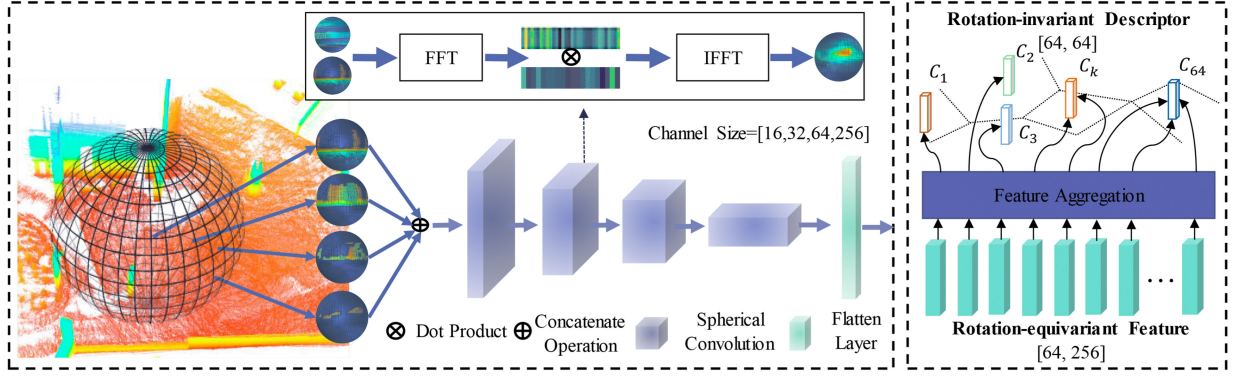 FFT
⊗
IFFT
Channel Size=[16,32,64,256]
⊕
⊗ Dot Product
⊕ Concatenate
Operation
Spherical
Convolution
Flatten
Layer
Rotation-invariant Descriptor
[64, 64]
C₁
C₂
C₃
Cₖ
C₆₄
Feature Aggregation
...
Rotation-equivariant Feature
[64, 256]